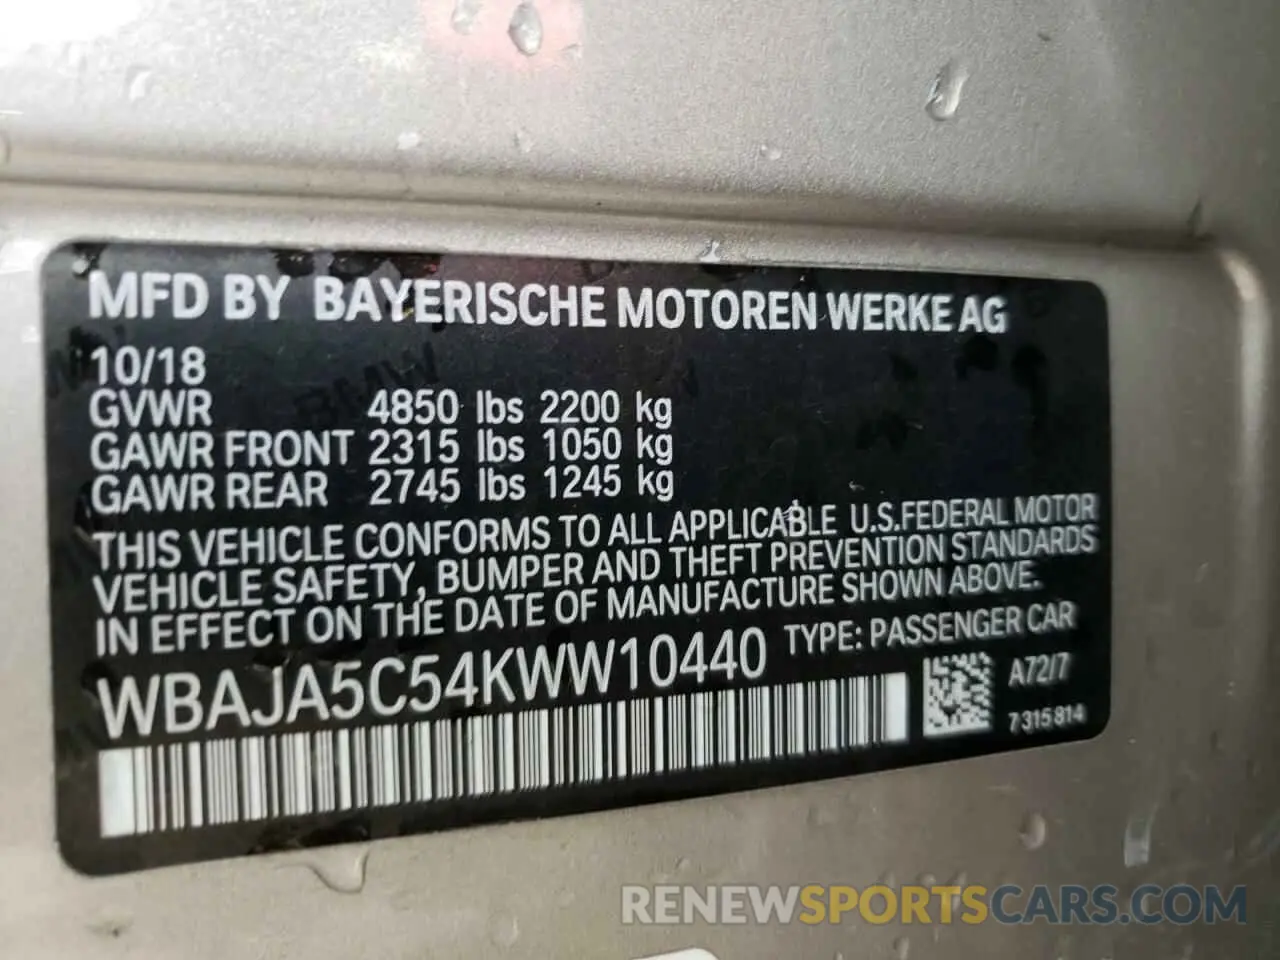 MFD BY BAYERISCHE MOTOREN WERKE AG
10/18
GVWR 4850 lbs 2200 kg
GAWR FRONT 2315 lbs 1050 kg
GAWR REAR 2745 lbs 1245 kg
THIS VEHICLE CONFORMS TO ALL APPLICABLE U.S.FEDERAL MOTOR
VEHICLE SAFETY, BUMPER AND THEFT PREVENTION STANDARDS
IN EFFECT ON THE DATE OF MANUFACTURE SHOWN ABOVE.
WBAJA5C54KWW10440 TYPE: PASSENGER CAR
A72/7
7315814
RENEWSPORTSCARS.COM